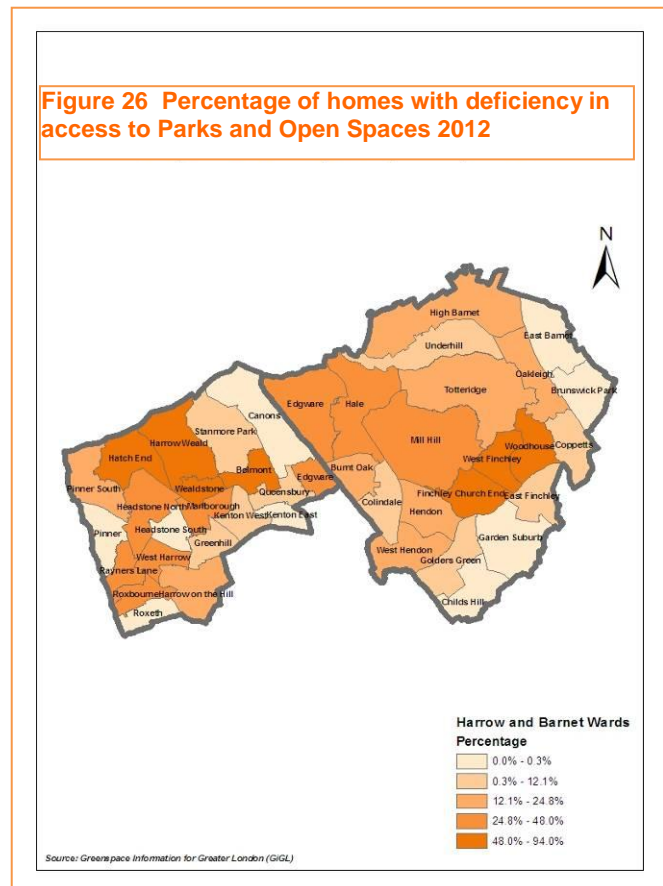 Figure 26 Percentage of homes with deficiency in
access to Parks and Open Spaces 2012
N
High Barnet
East Barnet
Underhill
Oakleigh
Totteridge
Brunswick Park
Canons
Edgware
Hale
Stanmore Park
Harrow Weald
Mill Hill
Woodhouse
Coppetts
Hatch End
Belmont
West Finchley
Burnt Oak
Edgware
Pinner South
Wealdstone
Queensbury
Colindale
Finchley Church End
East Finchley
Headstone North
Marlborough
Kenton West
Kenton East
Hendon
Pinner
Headstone South
Greenhill
Garden Suburb
West Harrow
West Hendon
Golders Green
Rayners Lane
Roxbourne
Harrow on the Hill
Childs Hill
Roxeth
Harrow and Barnet Wards
Percentage
0.0% - 0.3%
0.3% - 12.1%
12.1% - 24.8%
24.8% - 48.0%
48.0% - 94.0%
Source: Greenspace Information for Greater London (GiGL)